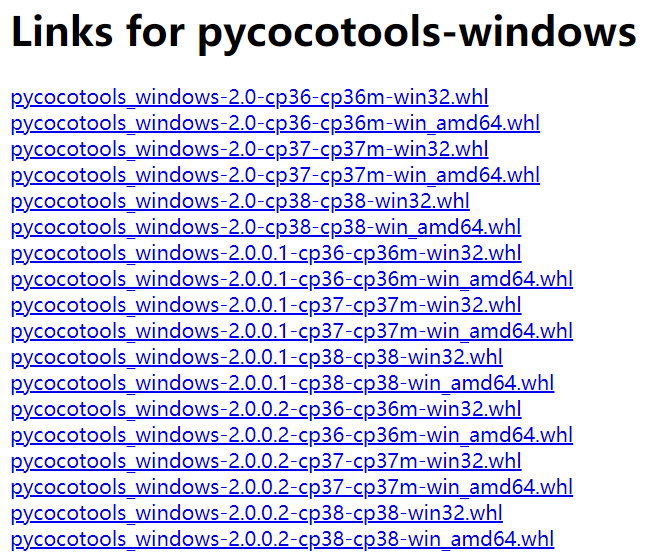 Links for pycocotools-windows
pycocotools_windows-2.0-cp36-cp36m-win32.whl
pycocotools_windows-2.0-cp36-cp36m-win_amd64.whl
pycocotools_windows-2.0-cp37-cp37m-win32.whl
pycocotools_windows-2.0-cp37-cp37m-win_amd64.whl
pycocotools_windows-2.0-cp38-cp38-win32.whl
pycocotools_windows-2.0-cp38-cp38-win_amd64.whl
pycocotools_windows-2.0.0.1-cp36-cp36m-win32.whl
pycocotools_windows-2.0.0.1-cp36-cp36m-win_amd64.whl
pycocotools_windows-2.0.0.1-cp37-cp37m-win32.whl
pycocotools_windows-2.0.0.1-cp37-cp37m-win_amd64.whl
pycocotools_windows-2.0.0.1-cp38-cp38-win32.whl
pycocotools_windows-2.0.0.1-cp38-cp38-win_amd64.whl
pycocotools_windows-2.0.0.2-cp36-cp36m-win32.whl
pycocotools_windows-2.0.0.2-cp36-cp36m-win_amd64.whl
pycocotools_windows-2.0.0.2-cp37-cp37m-win32.whl
pycocotools_windows-2.0.0.2-cp37-cp37m-win_amd64.whl
pycocotools_windows-2.0.0.2-cp38-cp38-win32.whl
pycocotools_windows-2.0.0.2-cp38-cp38-win_amd64.whl